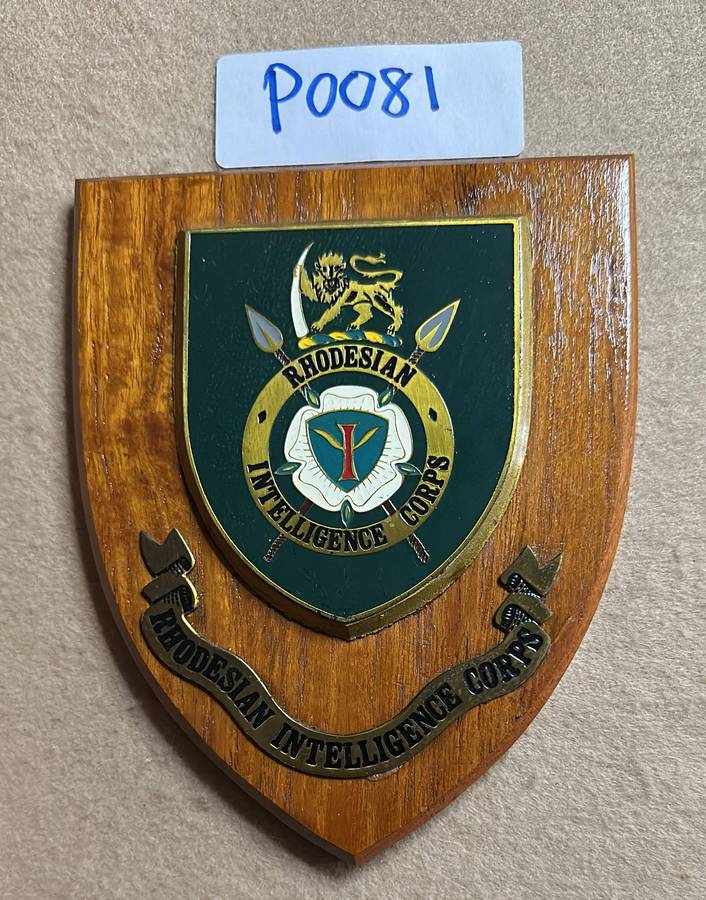 P0081
RHODESIAN
I
INTELLIGENCE CORPS
RHODESIAN INTELLIGENCE CORPS